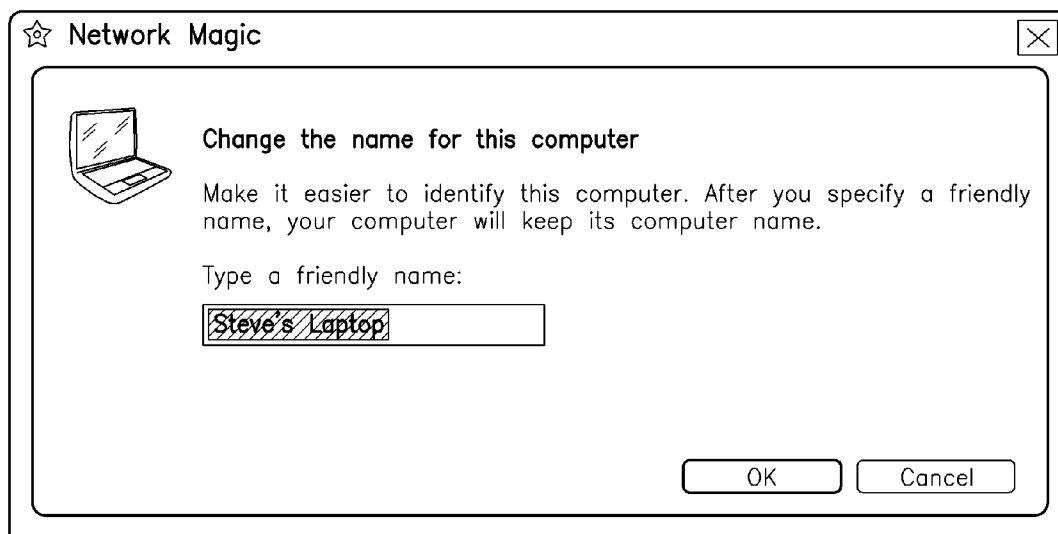 Network Magic
Change the name for this computer
Make it easier to identify this computer. After you specify a friendly
name, your computer will keep its computer name.
Type a friendly name:
Steve's Laptop
OK Cancel